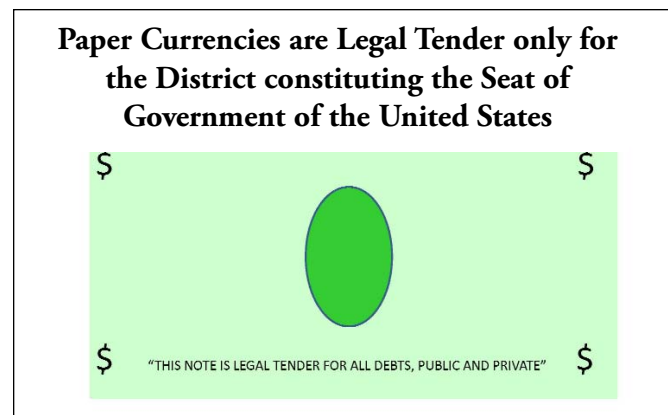 Paper Currencies are Legal Tender only for
the District constituting the Seat of
Government of the United States
$ $
$ "THIS NOTE IS LEGAL TENDER FOR ALL DEBTS, PUBLIC AND PRIVATE" $